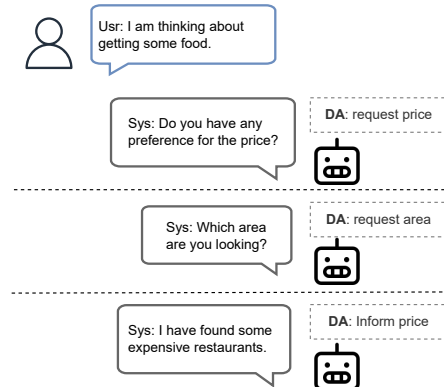 Usr: I am thinking about
getting some food.
Sys: Do you have any
preference for the price?
DA: request price
Sys: Which area
are you looking?
DA: request area
Sys: I have found some
expensive restaurants.
DA: Inform price